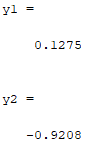 y1 =
0.1275
y2 =
-0.9208